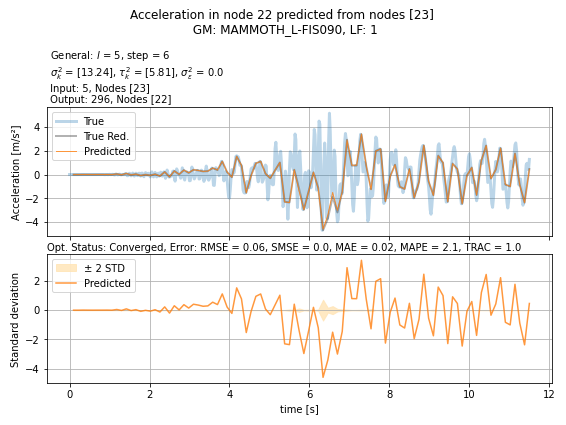 Acceleration in node 22 predicted from nodes [23]
GM: MAMMOTH_L-FIS090, LF: 1
General: l = 5, step = 6
σ²ₖ = [13.24], τ²ₖ = [5.81], σ²ε = 0.0
Input: 5, Nodes [23]
Output: 296, Nodes [22]
True
True Red.
Predicted
Acceleration [m/s²]
4
2
0
−2
−4
Opt. Status: Converged, Error: RMSE = 0.06, SMSE = 0.0, MAE = 0.02, MAPE = 2.1, TRAC = 1.0
± 2 STD
Predicted
Standard deviation
2
0
−2
−4
0 2 4 6 8 10 12
time [s]